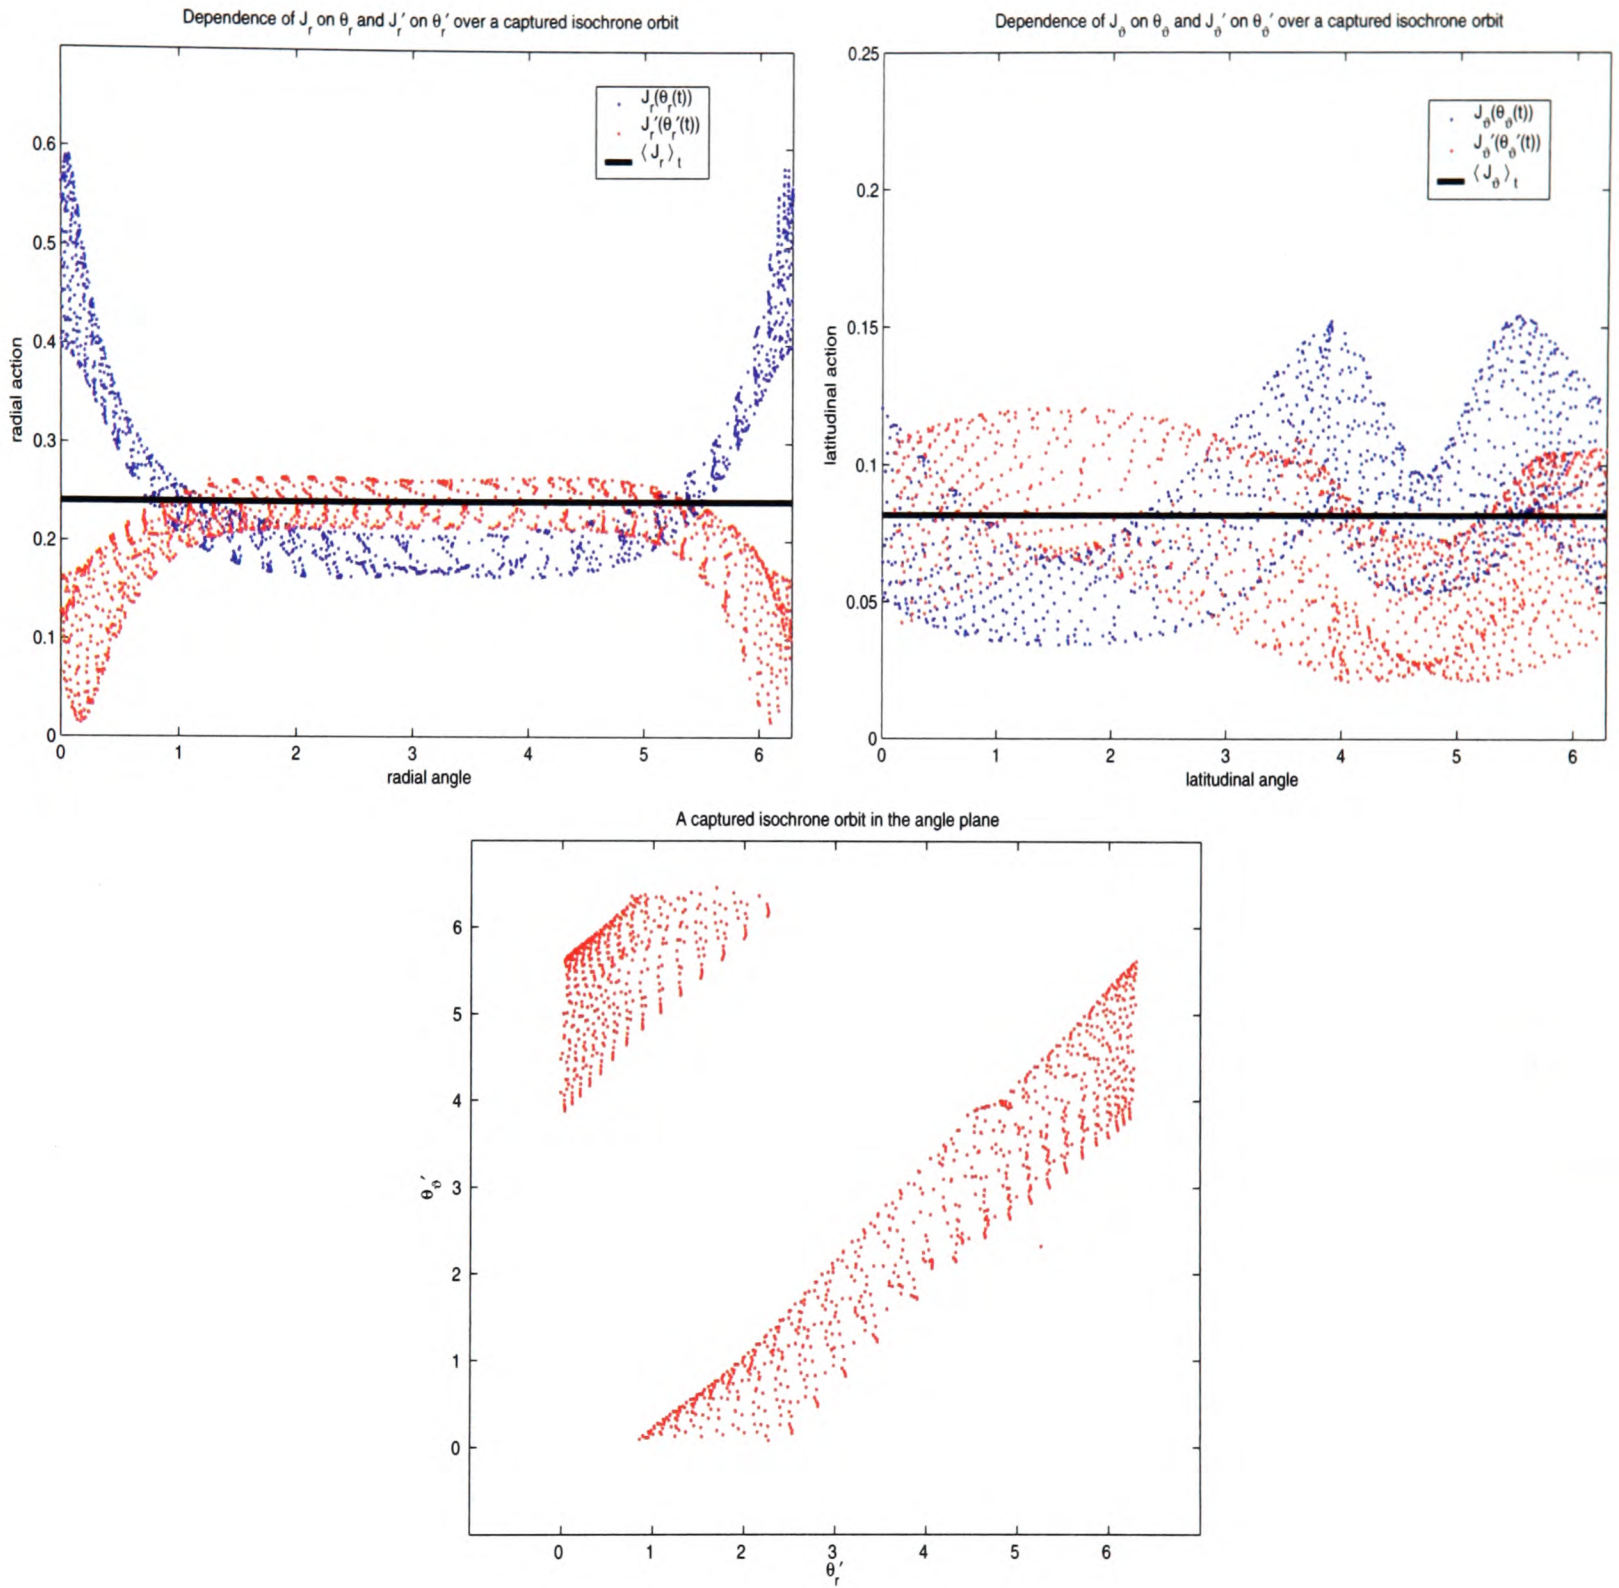 Dependence of J_r on θ_r and J_r′ on θ_r′ over a captured isochrone orbit
J_r(θ_r(t))
J_r′(θ_r′(t))
⟨J_r⟩_t
0.6
0.5
0.4
0.3
0.2
0.1
0
radial action
0 1 2 3 4 5 6
radial angle
Dependence of J_ϑ on θ_ϑ and J_ϑ′ on θ_ϑ′ over a captured isochrone orbit
J_ϑ(θ_ϑ(t))
J_ϑ′(θ_ϑ′(t))
⟨J_ϑ⟩_t
0.25
0.2
0.15
0.1
0.05
0
latitudinal action
0 1 2 3 4 5 6
latitudinal angle
A captured isochrone orbit in the angle plane
6
5
4
3
2
1
0
θ_ϑ′
0 1 2 3 4 5 6
θ_r′